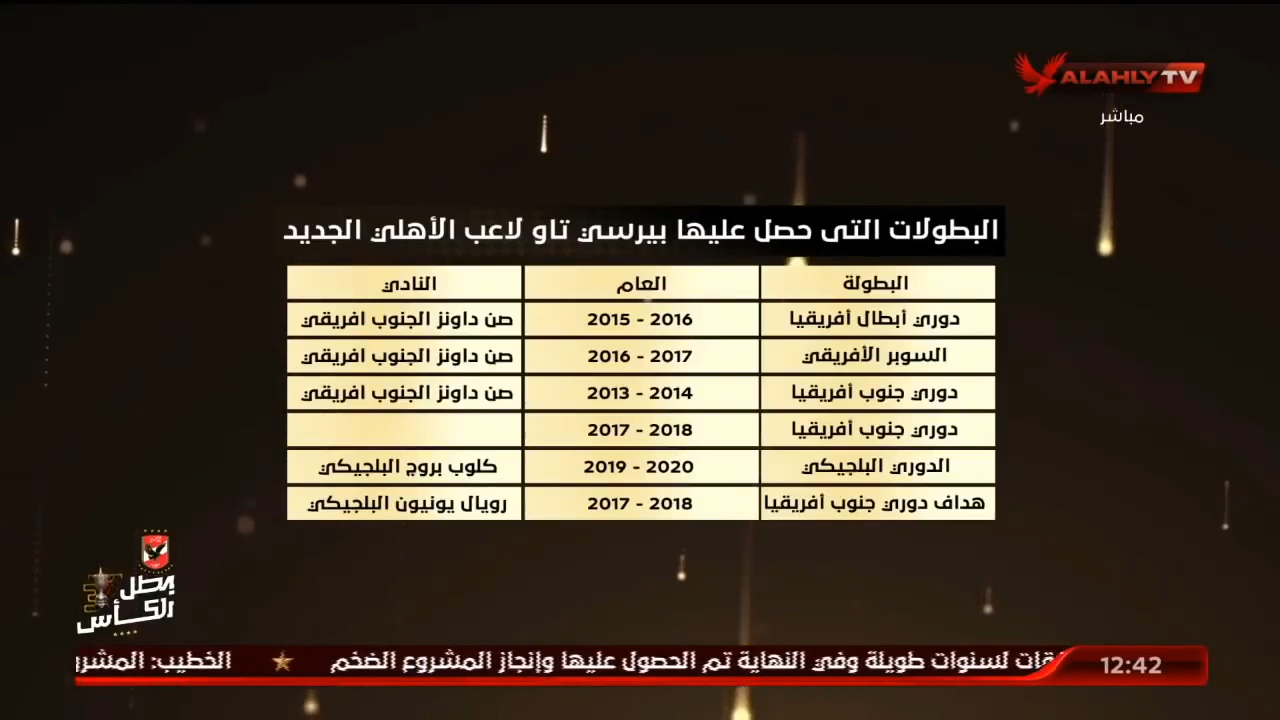 ALAHLY TV
مباشر
البطولات التى حصل عليها بيرسي تاو لاعب الأهلي الجديد
البطولة العام النادي
دوري أبطال أفريقيا 2015 - 2016 صن داونز الجنوب افريقي
السوبر الأفريقي 2016 - 2017 صن داونز الجنوب افريقي
دوري جنوب أفريقيا 2013 - 2014 صن داونز الجنوب افريقي
دوري جنوب أفريقيا 2017 - 2018
الدوري البلجيكي 2019 - 2020 كلوب بروج البلجيكي
هداف دوري جنوب أفريقيا 2017 - 2018 رويال يونيون البلجيكي
بطل
الكأس
12:42
لسنوات طويلة وفي النهاية تم الحصول عليها وإنجاز المشروع الضخم الخطيب: